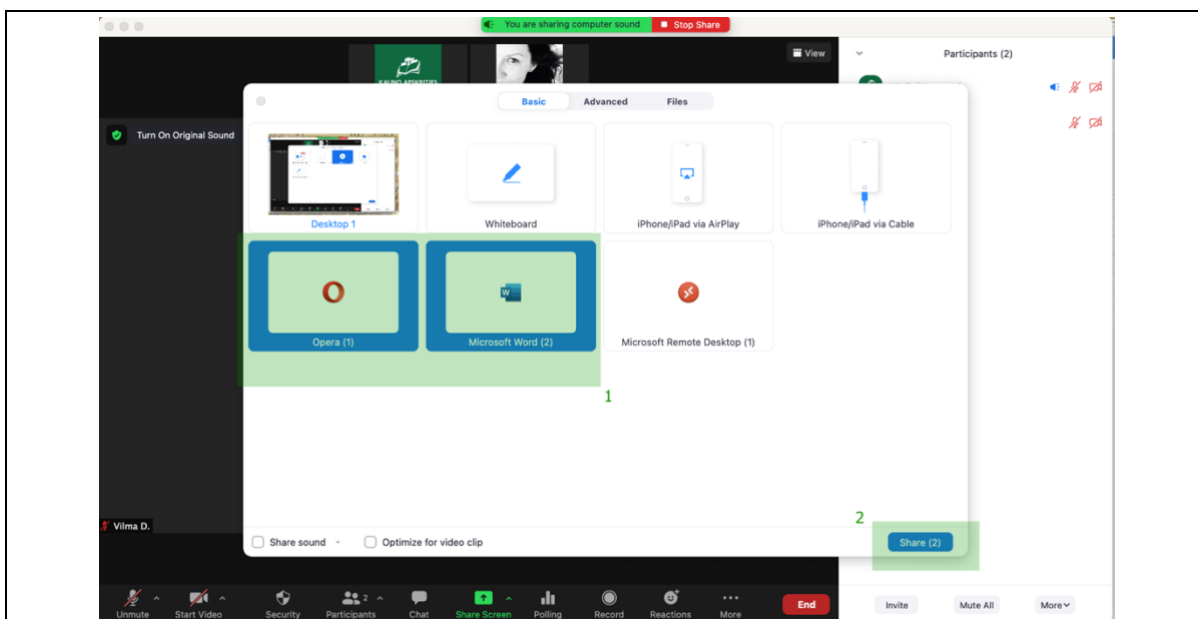 You are sharing computer sound Stop Share
View
Participants (2)
Basic Advanced Files
Turn On Original Sound
Desktop 1 Whiteboard iPhone/iPad via AirPlay iPhone/iPad via Cable
Opera (1) Microsoft Word (2) Microsoft Remote Desktop (1)
1
2
Vilma D.
Share sound Optimize for video clip Share (2)
2
Unmute Start Video Security Participants Chat Share Screen Polling Record Reactions More End Invite Mute All More